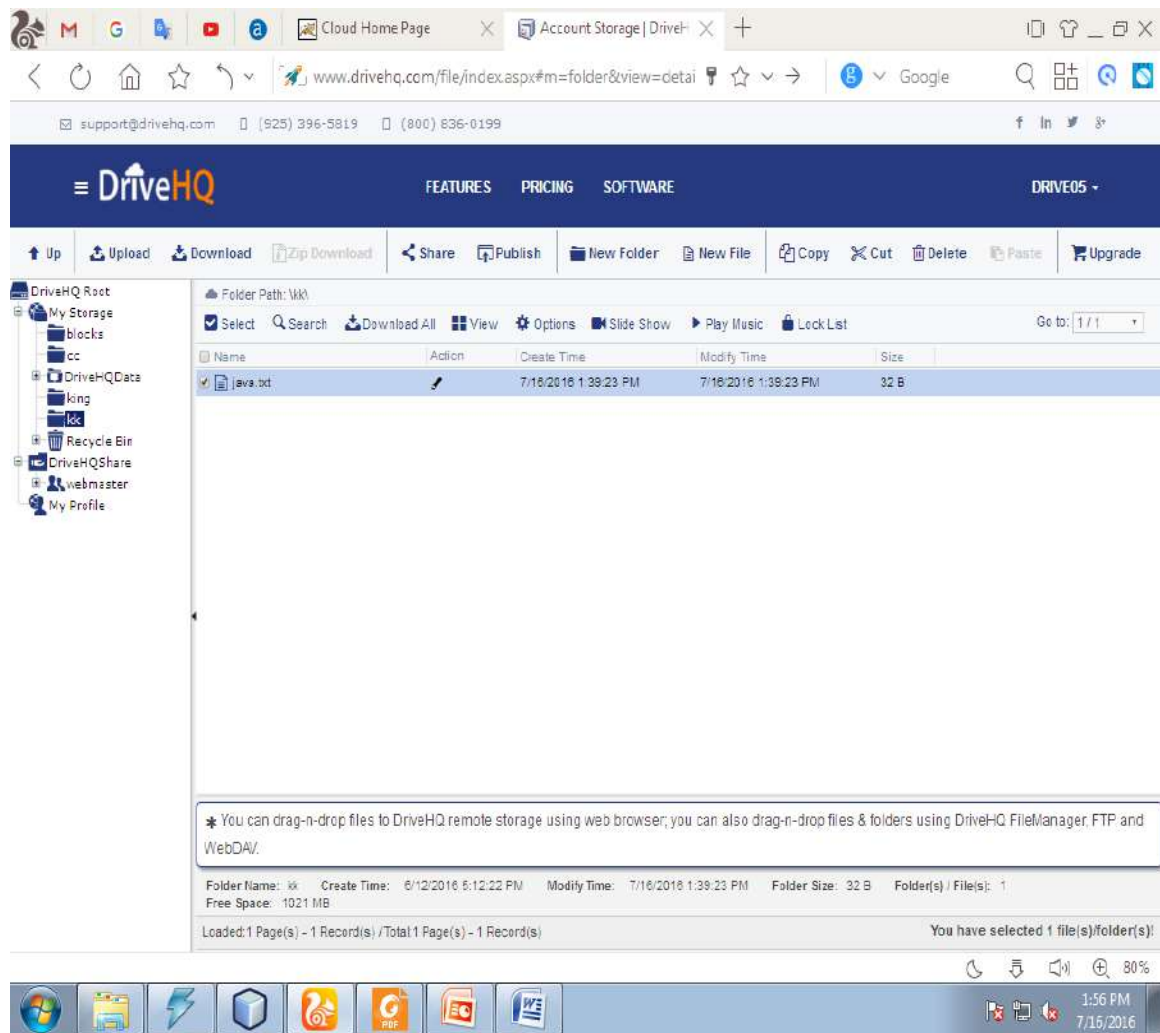 Cloud Home Page Account Storage | DriveH
www.drivehq.com/file/index.aspx#m=folder&view=detai Google
support@drivehq.com (925) 396-5819 (800) 836-0199
DriveHQ FEATURES PRICING SOFTWARE DRIVE05
Up Upload Download Zip Download Share Publish New Folder New File Copy Cut Delete Paste Upgrade
DriveHQ Root
My Storage
blocks
cc
DriveHQData
king
kk
Recycle Bin
DriveHQShare
webmaster
My Profile
Folder Path: \kk\
Select Search Download All View Options Slide Show Play Music Lock List Go to: 1 / 1
Name Action Create Time Modify Time Size
java.txt 7/16/2016 1:39:23 PM 7/16/2016 1:39:23 PM 32 B
* You can drag-n-drop files to DriveHQ remote storage using web browser; you can also drag-n-drop files & folders using DriveHQ FileManager, FTP and
WebDAV.
Folder Name: kk Create Time: 6/12/2016 5:12:22 PM Modify Time: 7/16/2016 1:39:23 PM Folder Size: 32 B Folder(s) / File(s): 1
Free Space: 1021 MB
Loaded:1 Page(s) - 1 Record(s) /Total:1 Page(s) - 1 Record(s) You have selected 1 file(s)/folder(s)!
80%
1:56 PM
7/16/2016